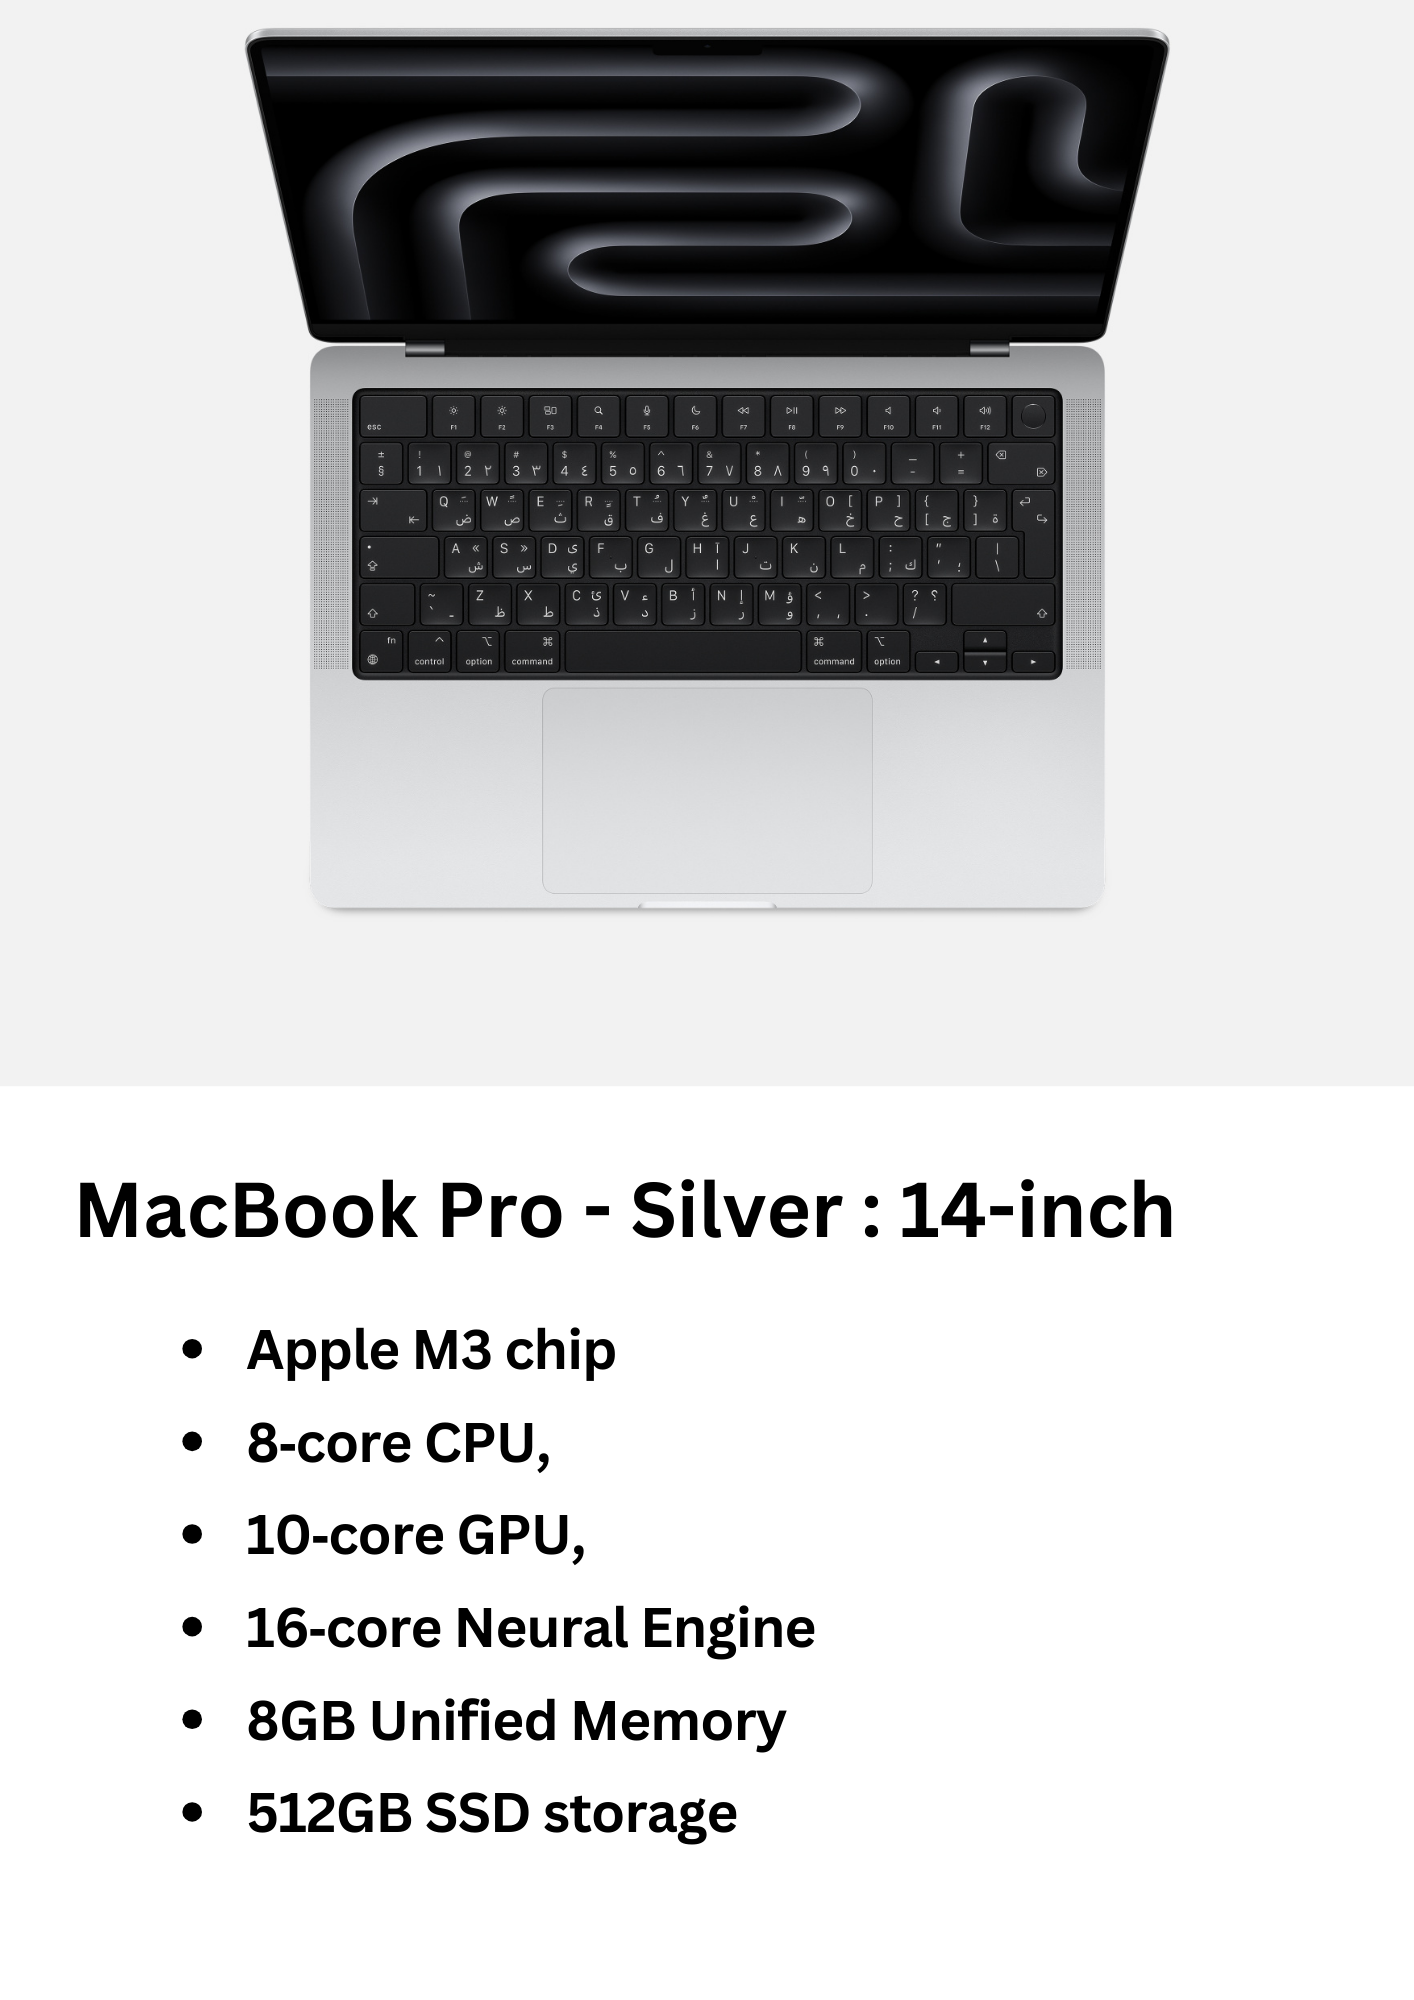 esc F1 F2 F3 F4 F5 F6 F7 F8 F9 F10 F11 F12
± § ! 1 ١ @ 2 ٢ # 3 ٣ $ 4 ٤ % 5 ٥ ^ 6 ٦ & 7 ٧ * 8 ٨ ( 9 ٩ ) 0 ٠ _ - + =
Q ض W ص E ث R ق T ف Y غ U ع I ه O [ خ P ] ح { [ ج } ] ة
A « ش S » س D ى ي F ب G ل H آ ا J ت K ن L م : ; ك " ' ؛ | \
~ ` Z ظ X ط C ئ ذ V ء د B أ ز N إ ر M ؤ و < , ، > . ? ؟ /
fn control option command command option
MacBook Pro - Silver : 14-inch
• Apple M3 chip
• 8-core CPU,
• 10-core GPU,
• 16-core Neural Engine
• 8GB Unified Memory
• 512GB SSD storage